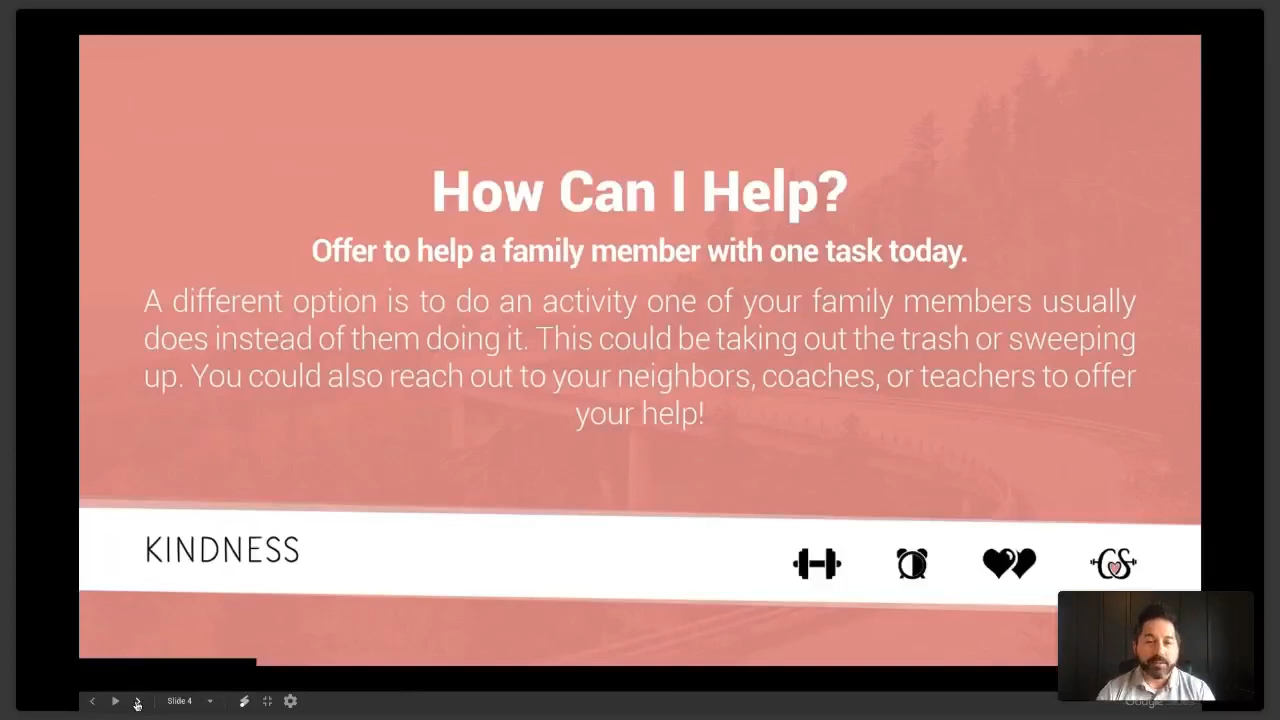 How Can I Help?
Offer to help a family member with one task today.
A different option is to do an activity one of your family members usually
does instead of them doing it. This could be taking out the trash or sweeping
up. You could also reach out to your neighbors, coaches, or teachers to offer
your help!
KINDNESS
CS
Slide 4
Google Slides